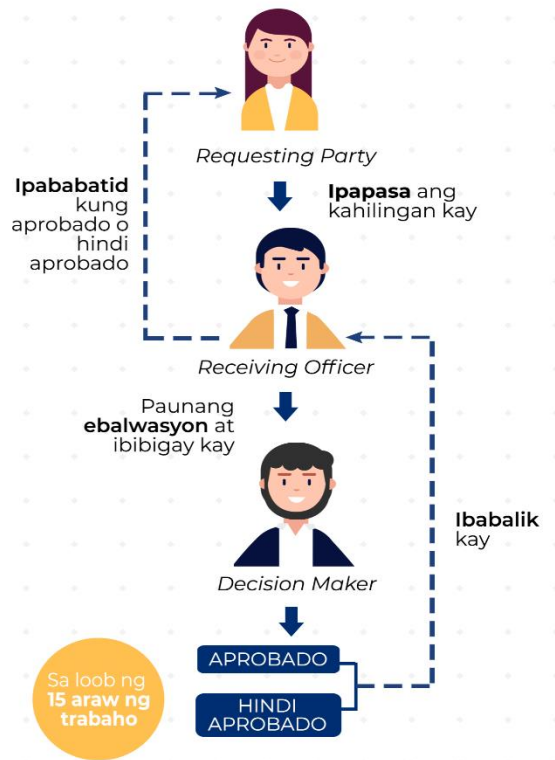 Requesting Party
Ipababatid
kung
aprobado o
hindi
aprobado
Ipapasa ang
kahilingan kay
Receiving Officer
Paunang
ebalwasyon at
ibibigay kay
Ibabalik
kay
Decision Maker
APROBADO
HINDI
APROBADO
Sa loob ng
15 araw ng
trabaho